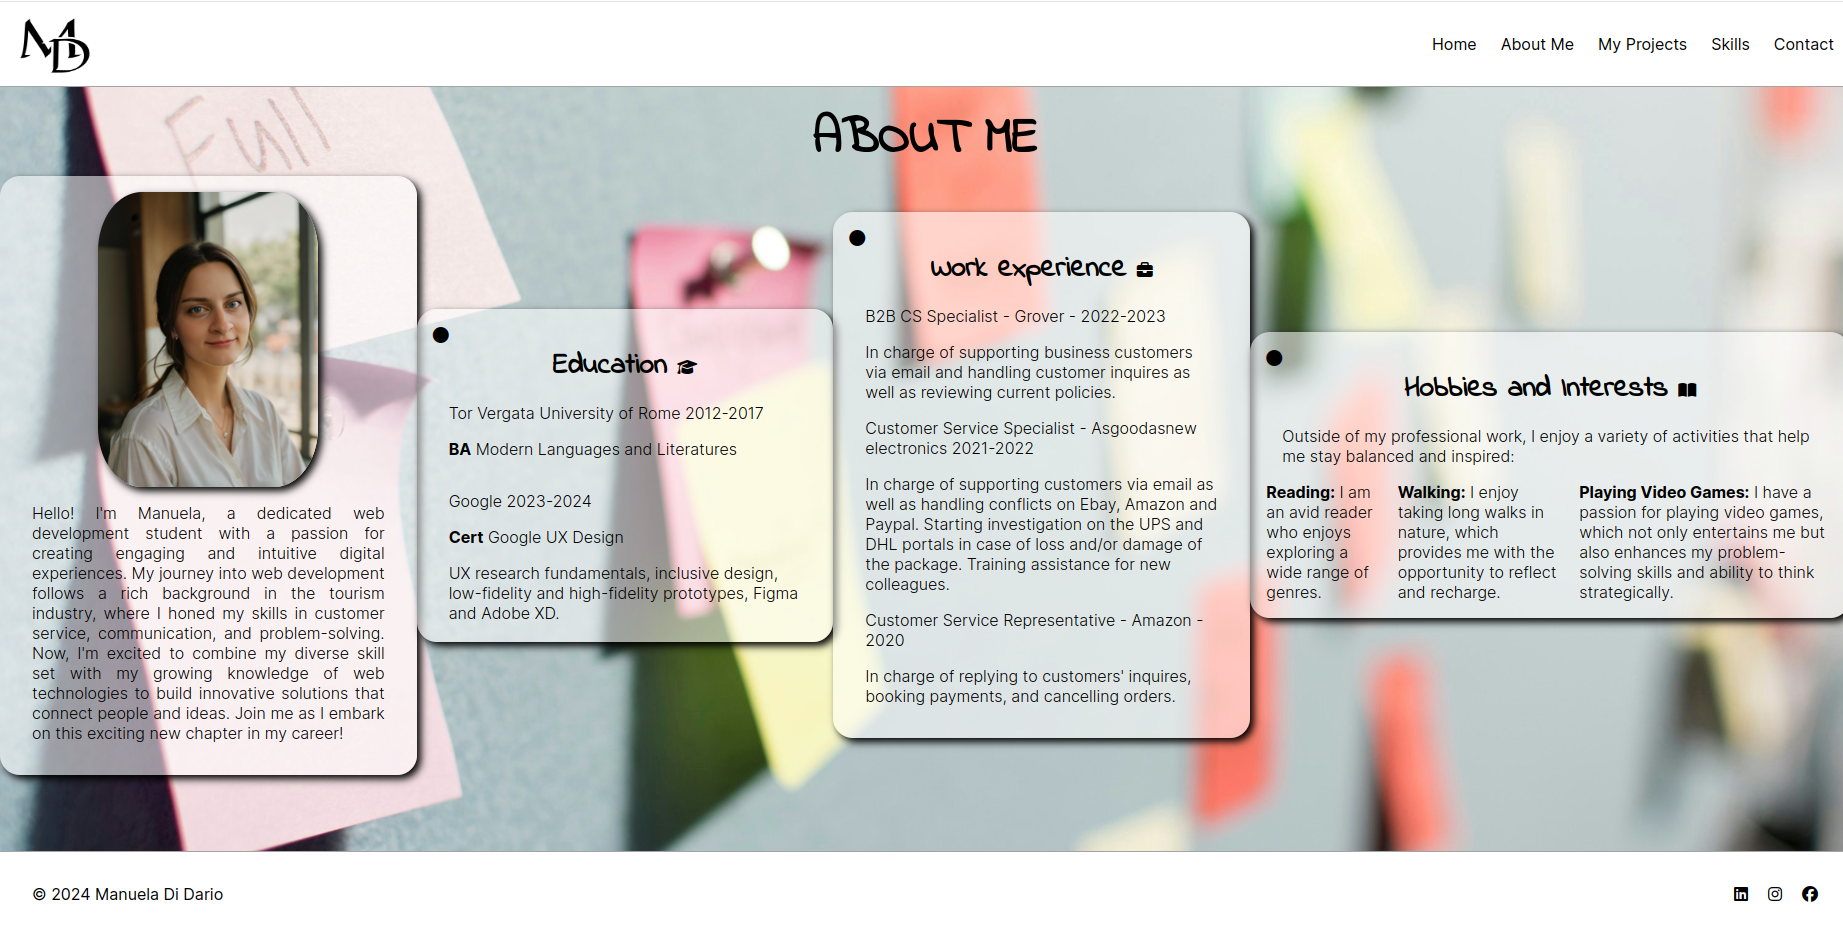 MD
Home About Me My Projects Skills Contact
Full
ABOUT ME
Hello! I'm Manuela, a dedicated web
development student with a passion for
creating engaging and intuitive digital
experiences. My journey into web development
follows a rich background in the tourism
industry, where I honed my skills in customer
service, communication, and problem-solving.
Now, I'm excited to combine my diverse skill
set with my growing knowledge of web
technologies to build innovative solutions that
connect people and ideas. Join me as I embark
on this exciting new chapter in my career!
Education
Tor Vergata University of Rome 2012-2017
BA Modern Languages and Literatures
Google 2023-2024
Cert Google UX Design
UX research fundamentals, inclusive design,
low-fidelity and high-fidelity prototypes, Figma
and Adobe XD.
Work experience
B2B CS Specialist - Grover - 2022-2023
In charge of supporting business customers
via email and handling customer inquires as
well as reviewing current policies.
Customer Service Specialist - Asgoodasnew
electronics 2021-2022
In charge of supporting customers via email as
well as handling conflicts on Ebay, Amazon and
Paypal. Starting investigation on the UPS and
DHL portals in case of loss and/or damage of
the package. Training assistance for new
colleagues.
Customer Service Representative - Amazon -
2020
In charge of replying to customers' inquires,
booking payments, and cancelling orders.
Hobbies and Interests
Outside of my professional work, I enjoy a variety of activities that help
me stay balanced and inspired:
Reading: I am
an avid reader
who enjoys
exploring a
wide range of
genres.
Walking: I enjoy
taking long walks in
nature, which
provides me with the
opportunity to reflect
and recharge.
Playing Video Games: I have a
passion for playing video games,
which not only entertains me but
also enhances my problem-
solving skills and ability to think
strategically.
© 2024 Manuela Di Dario